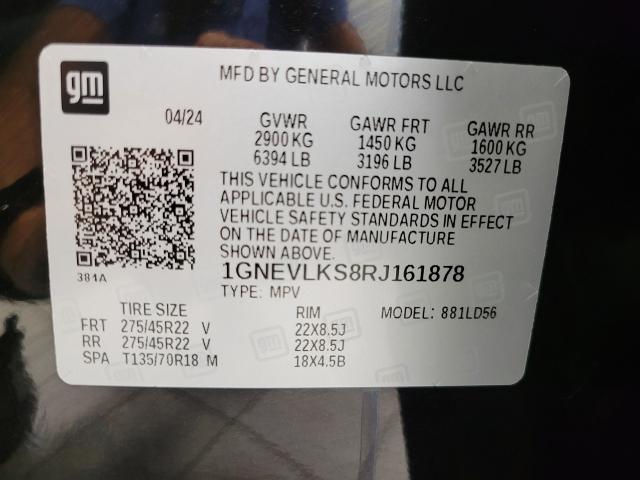 gm
MFD BY GENERAL MOTORS LLC
04/24 GVWR GAWR FRT GAWR RR
2900 KG 1450 KG 1600 KG
6394 LB 3196 LB 3527 LB
THIS VEHICLE CONFORMS TO ALL
APPLICABLE U.S. FEDERAL MOTOR
VEHICLE SAFETY STANDARDS IN EFFECT
ON THE DATE OF MANUFACTURE
SHOWN ABOVE.
381A
1GNEVLKS8RJ161878
TYPE: MPV
TIRE SIZE RIM MODEL: 881LD56
FRT 275/45R22 V 22X8.5J
RR 275/45R22 V 22X8.5J
SPA T135/70R18 M 18X4.5B